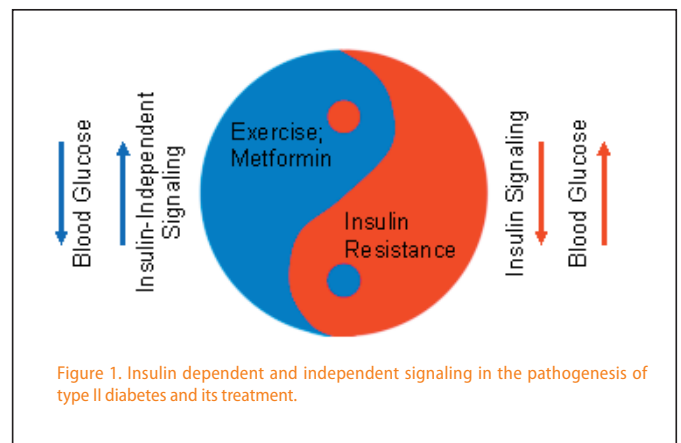 Blood Glucose
Insulin-Independent
Signaling
Exercise;
Metformin
Insulin
Resistance
Insulin Signaling
Blood Glucose
Figure 1. Insulin dependent and independent signaling in the pathogenesis of
type II diabetes and its treatment.